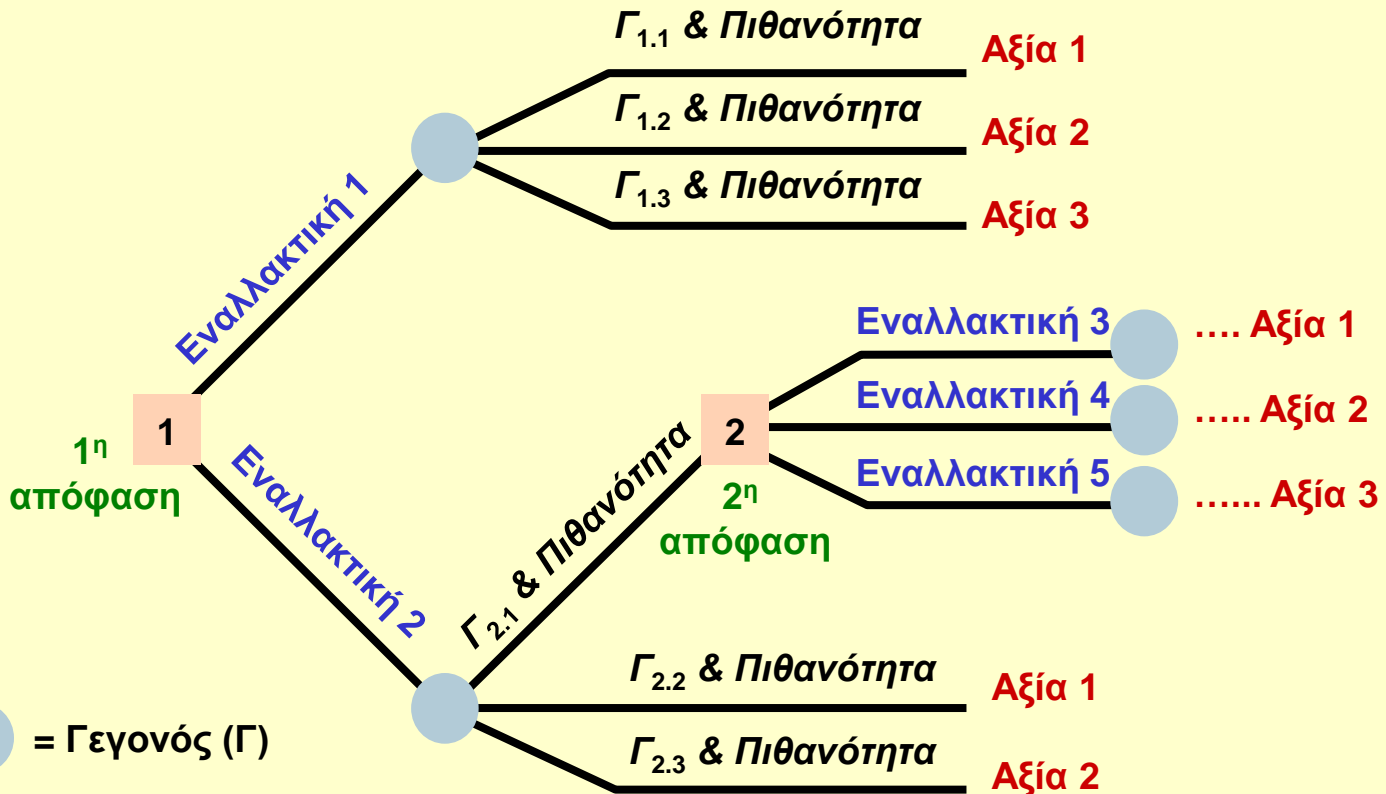 Γ1.1 & Πιθανότητα
Αξία 1
Γ1.2 & Πιθανότητα
Αξία 2
Γ1.3 & Πιθανότητα
Αξία 3
Εναλλακτική 1
Εναλλακτική 3
…. Αξία 1
1
1η
απόφαση
Εναλλακτική 2
Γ2.1 & Πιθανότητα
2
2η
απόφαση
Εναλλακτική 4
….. Αξία 2
Εναλλακτική 5
…... Αξία 3
Γ2.2 & Πιθανότητα
Αξία 1
= Γεγονός (Γ)
Γ2.3 & Πιθανότητα
Αξία 2